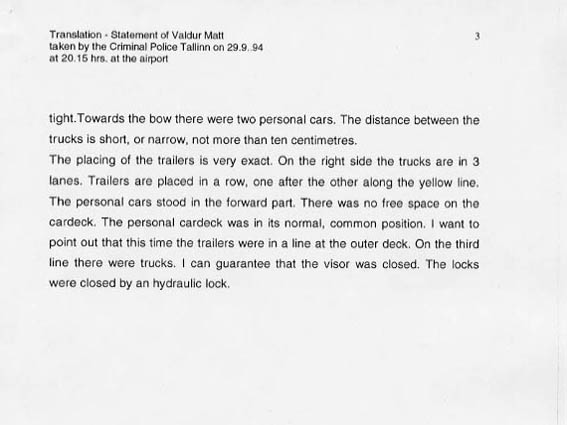 Translation - Statement of Valdur Matt
taken by the Criminal Police Tallinn on 29.9..94
at 20.15 hrs. at the airport
3
tight.Towards the bow there were two personal cars. The distance between the
trucks is short, or narrow, not more than ten centimetres.
The placing of the trailers is very exact. On the right side the trucks are in 3
lanes. Trailers are placed in a row, one after the other along the yellow line.
The personal cars stood in the forward part. There was no free space on the
cardeck. The personal cardeck was in its normal, common position. I want to
point out that this time the trailers were in a line at the outer deck. On the third
line there were trucks. I can guarantee that the visor was closed. The locks
were closed by an hydraulic lock.